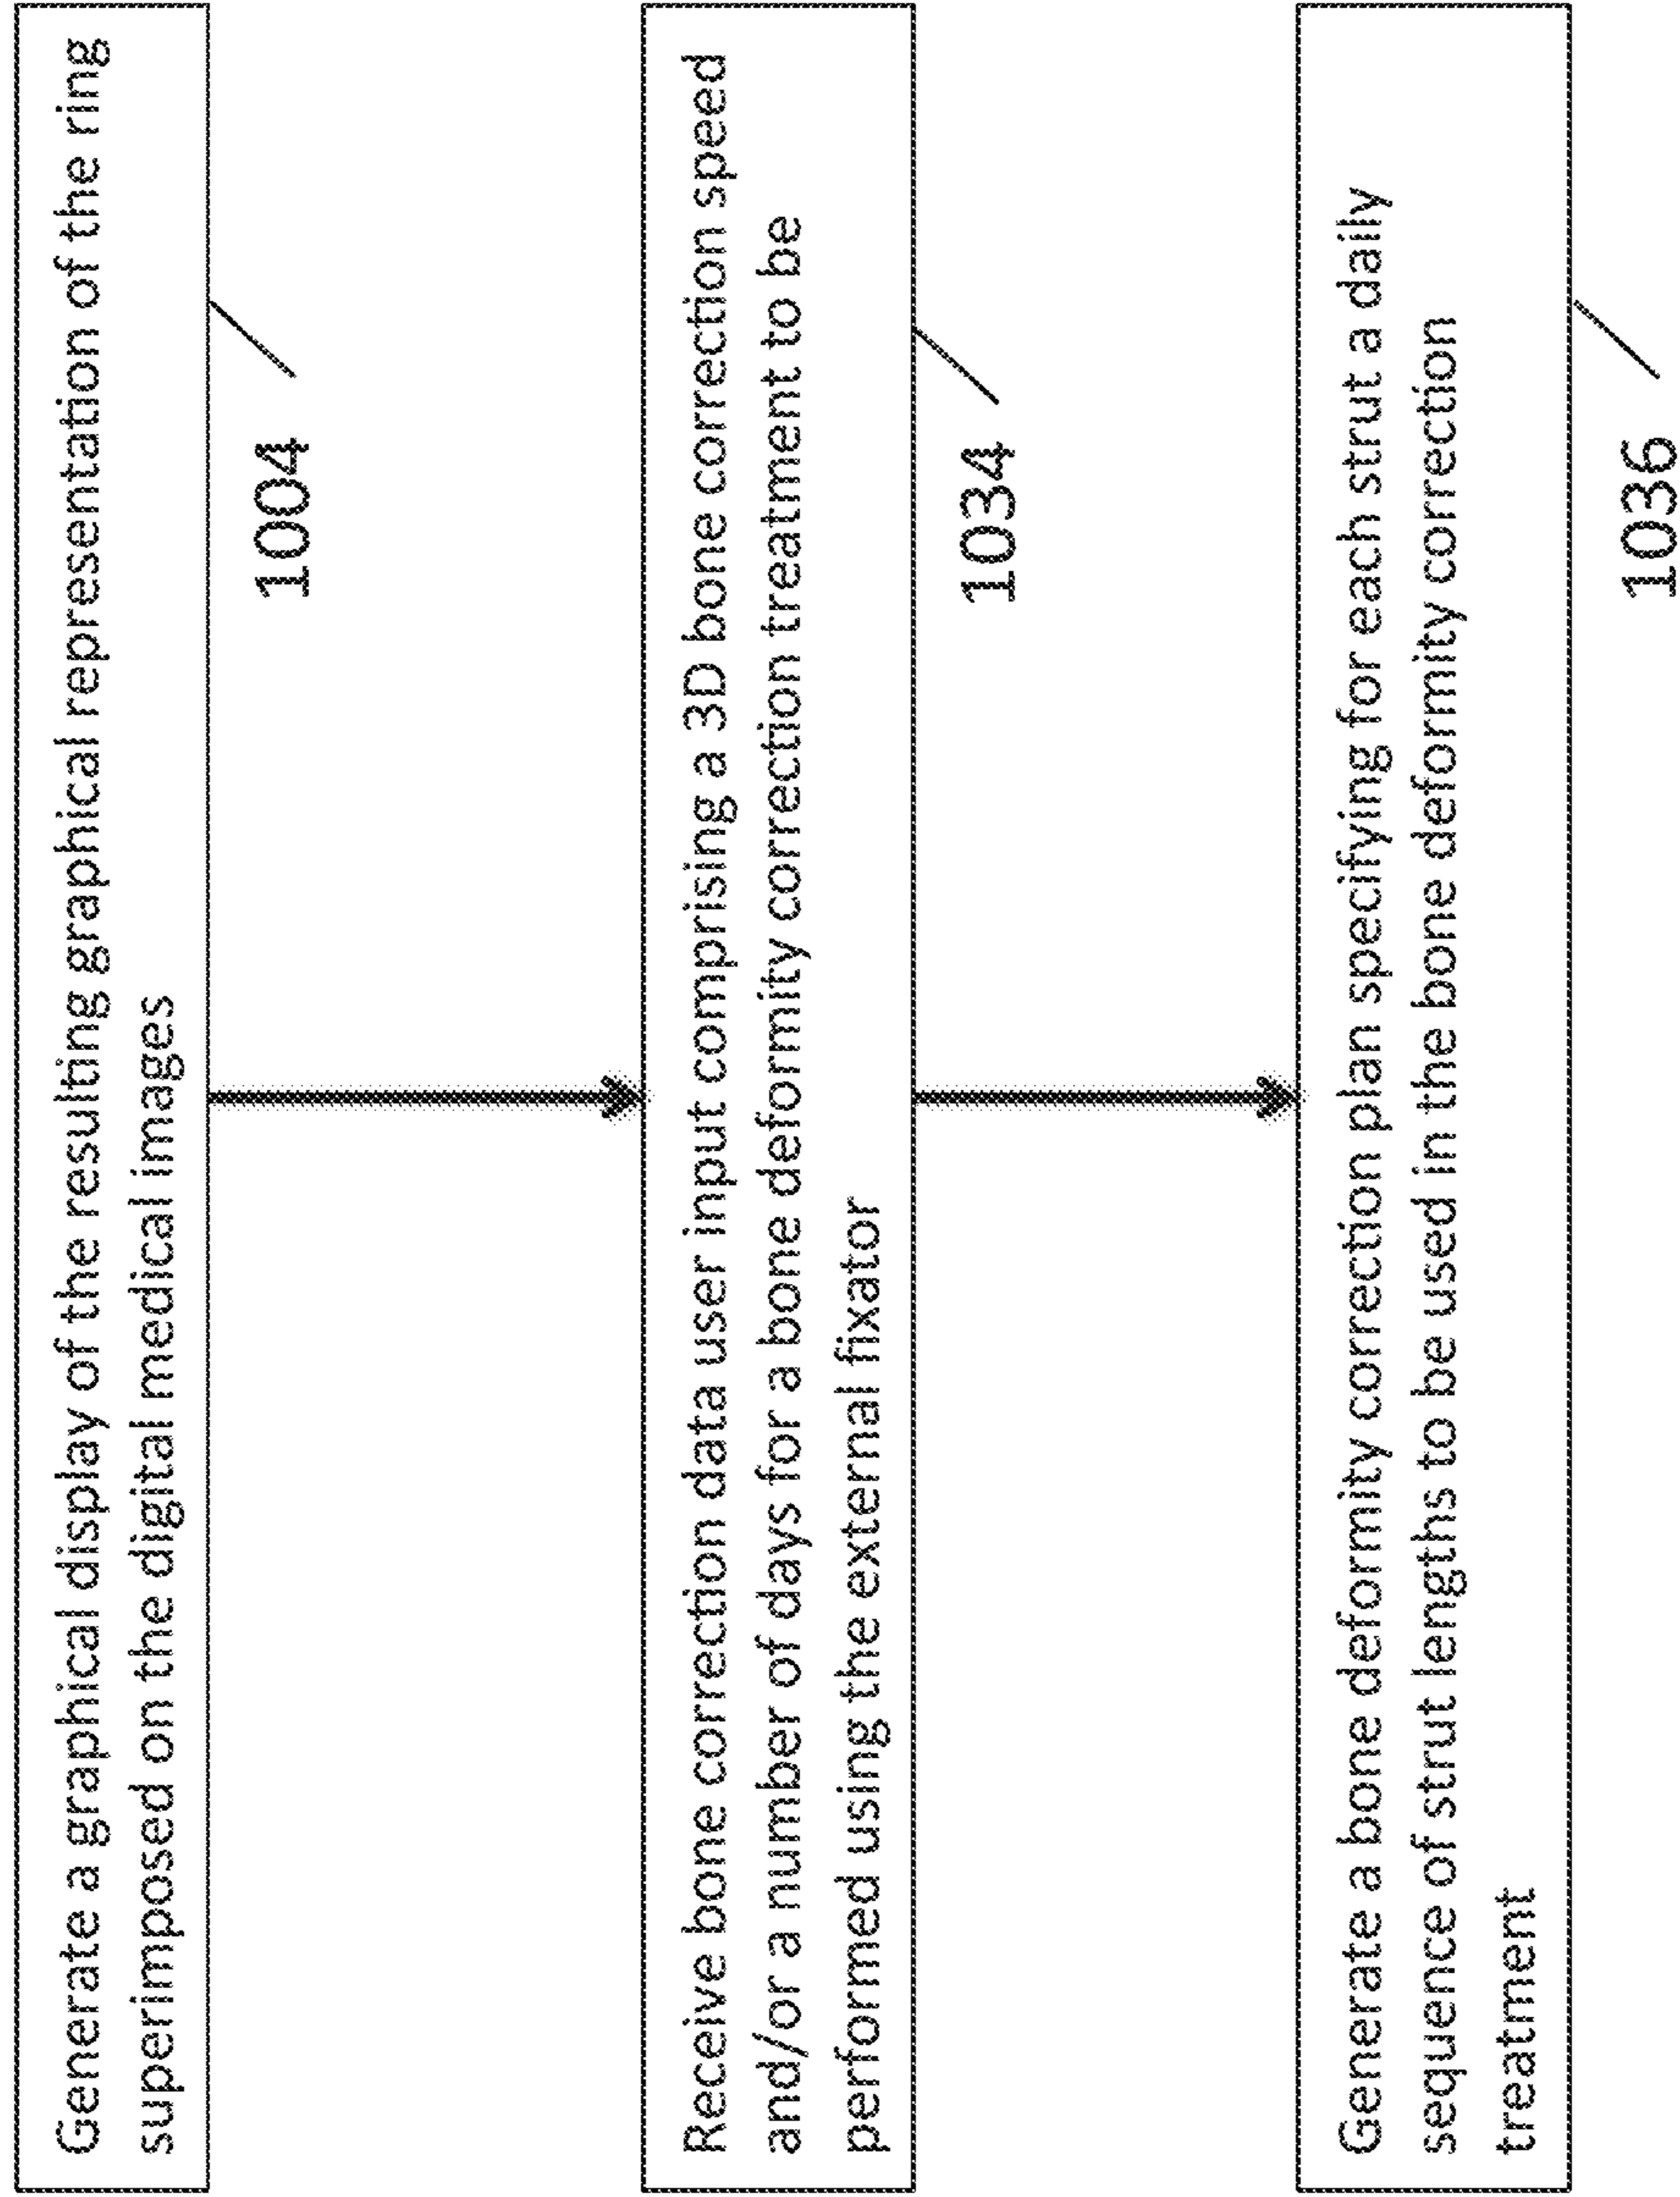 Generate a graphical display of the resulting graphical representation of the ring
superimposed on the digital medical images
1004
Receive bone correction data user input comprising a 3D bone correction speed
and/or a number of days for a bone deformity correction treatment to be
performed using the external fixator
1034
Generate a bone deformity correction plan specifying for each strut a daily
sequence of strut lengths to be used in the bone deformity correction
treatment
1036